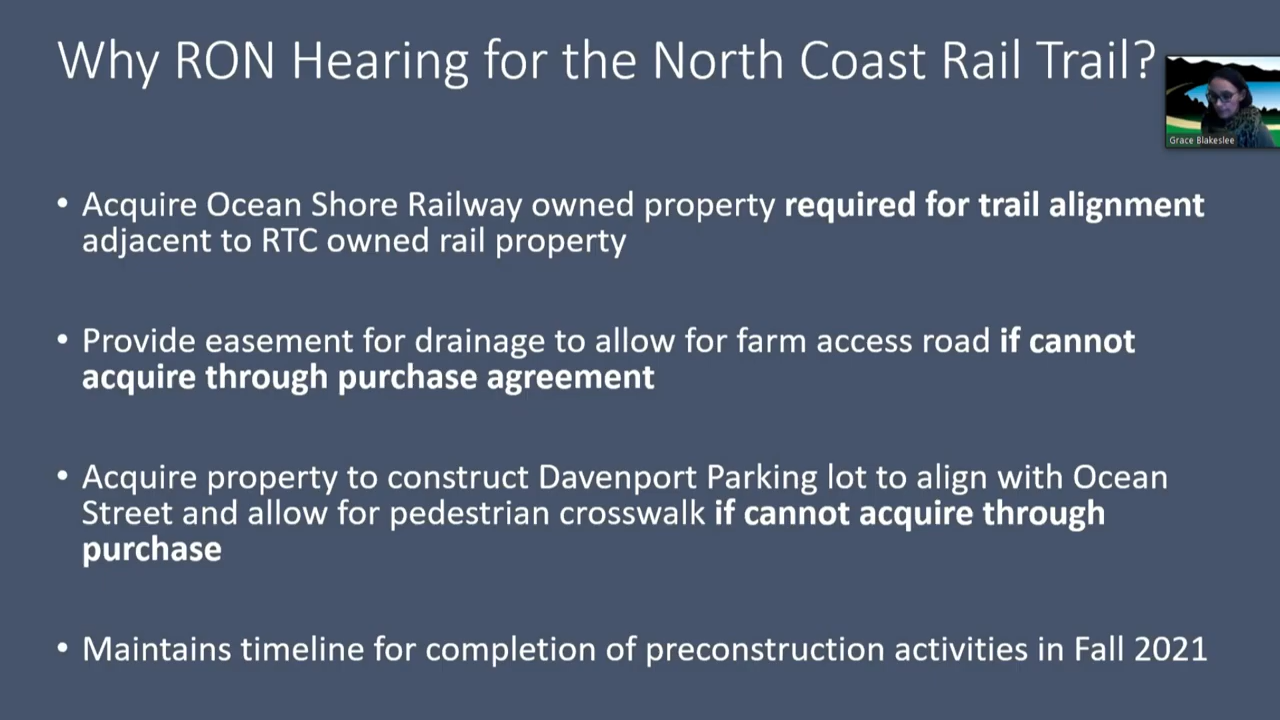 Why RON Hearing for the North Coast Rail Trail?
Grace Blakeslee
• Acquire Ocean Shore Railway owned property required for trail alignment
adjacent to RTC owned rail property
• Provide easement for drainage to allow for farm access road if cannot
acquire through purchase agreement
• Acquire property to construct Davenport Parking lot to align with Ocean
Street and allow for pedestrian crosswalk if cannot acquire through
purchase
• Maintains timeline for completion of preconstruction activities in Fall 2021